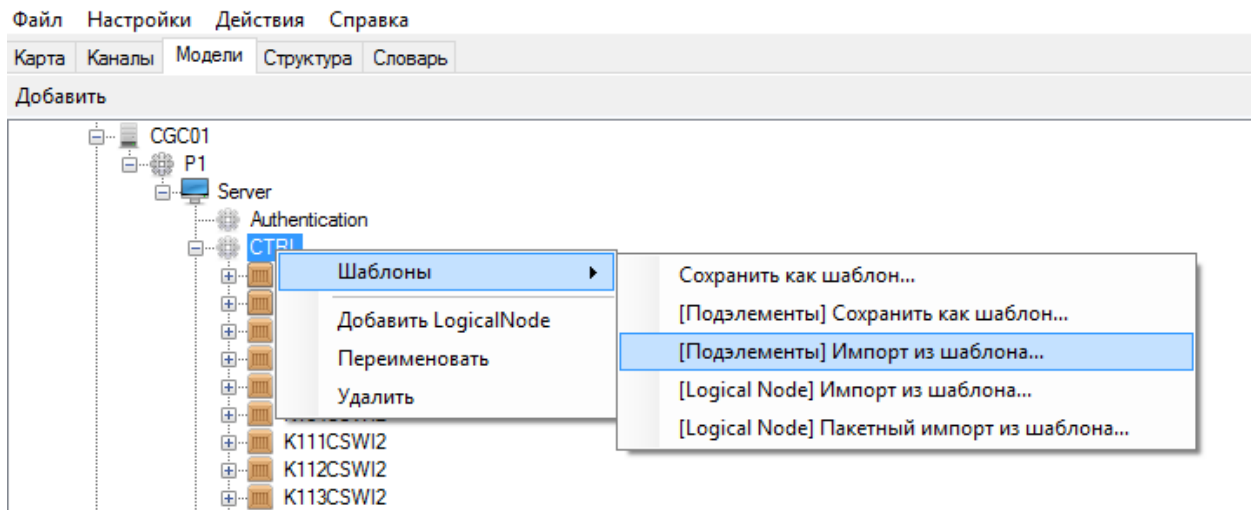 Файл Настройки Действия Справка
Карта Каналы Модели Структура Словарь
Добавить
CGC01
P1
Server
Authentication
CTRL
Шаблоны
Добавить LogicalNode
Переименовать
Удалить
Сохранить как шаблон...
[Подэлементы] Сохранить как шаблон...
[Подэлементы] Импорт из шаблона...
[Logical Node] Импорт из шаблона...
[Logical Node] Пакетный импорт из шаблона...
K111CSWI2
K112CSWI2
K113CSWI2